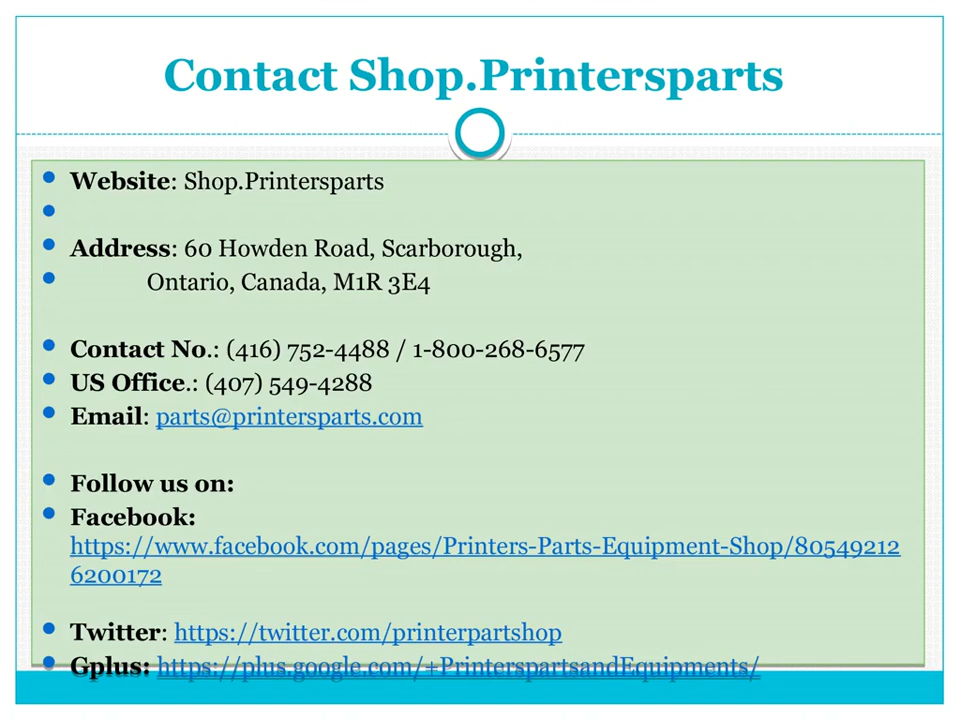 Contact Shop.Printersparts
Website: Shop.Printersparts
Address: 60 Howden Road, Scarborough,
Ontario, Canada, M1R 3E4
Contact No.: (416) 752-4488 / 1-800-268-6577
US Office.: (407) 549-4288
Email: parts@printersparts.com
Follow us on:
Facebook:
https://www.facebook.com/pages/Printers-Parts-Equipment-Shop/80549212
6200172
Twitter: https://twitter.com/printerpartshop
Gplus: https://plus.google.com/+PrinterspartsandEquipments/